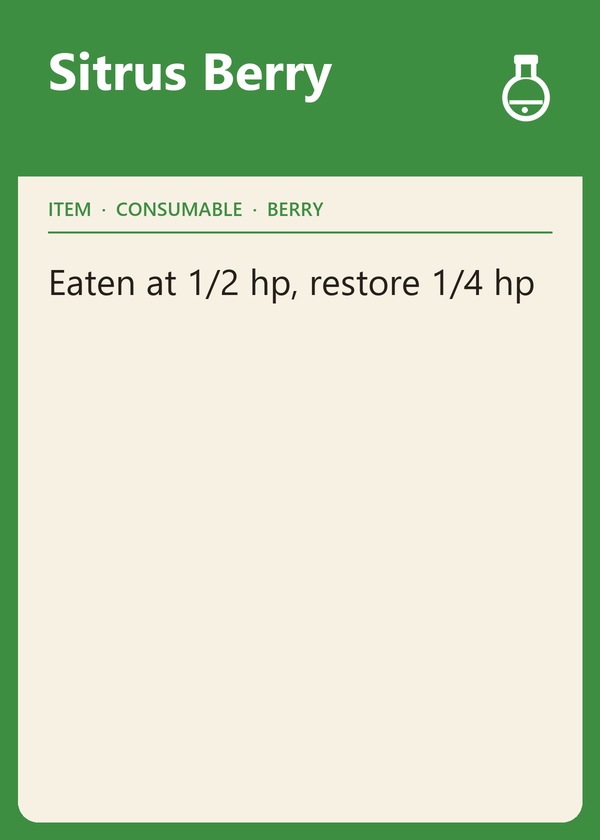 Sitrus Berry
ITEM · CONSUMABLE · BERRY
Eaten at 1/2 hp, restore 1/4 hp